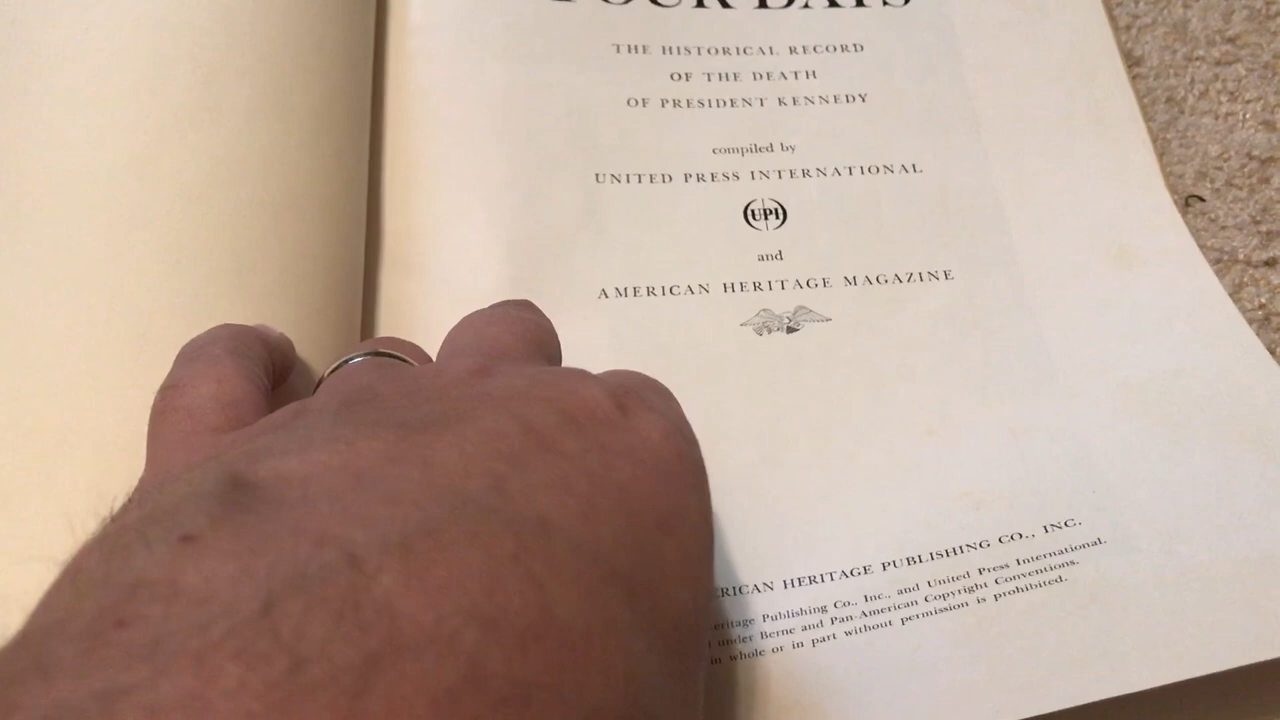 FOUR DAYS
THE HISTORICAL RECORD
OF THE DEATH
OF PRESIDENT KENNEDY
compiled by
UNITED PRESS INTERNATIONAL
UPI
and
AMERICAN HERITAGE MAGAZINE
ERICAN HERITAGE PUBLISHING CO., INC.
eritage Publishing Co., Inc., and United Press International.
under Berne and Pan-American Copyright Conventions.
in whole or in part without permission is prohibited.